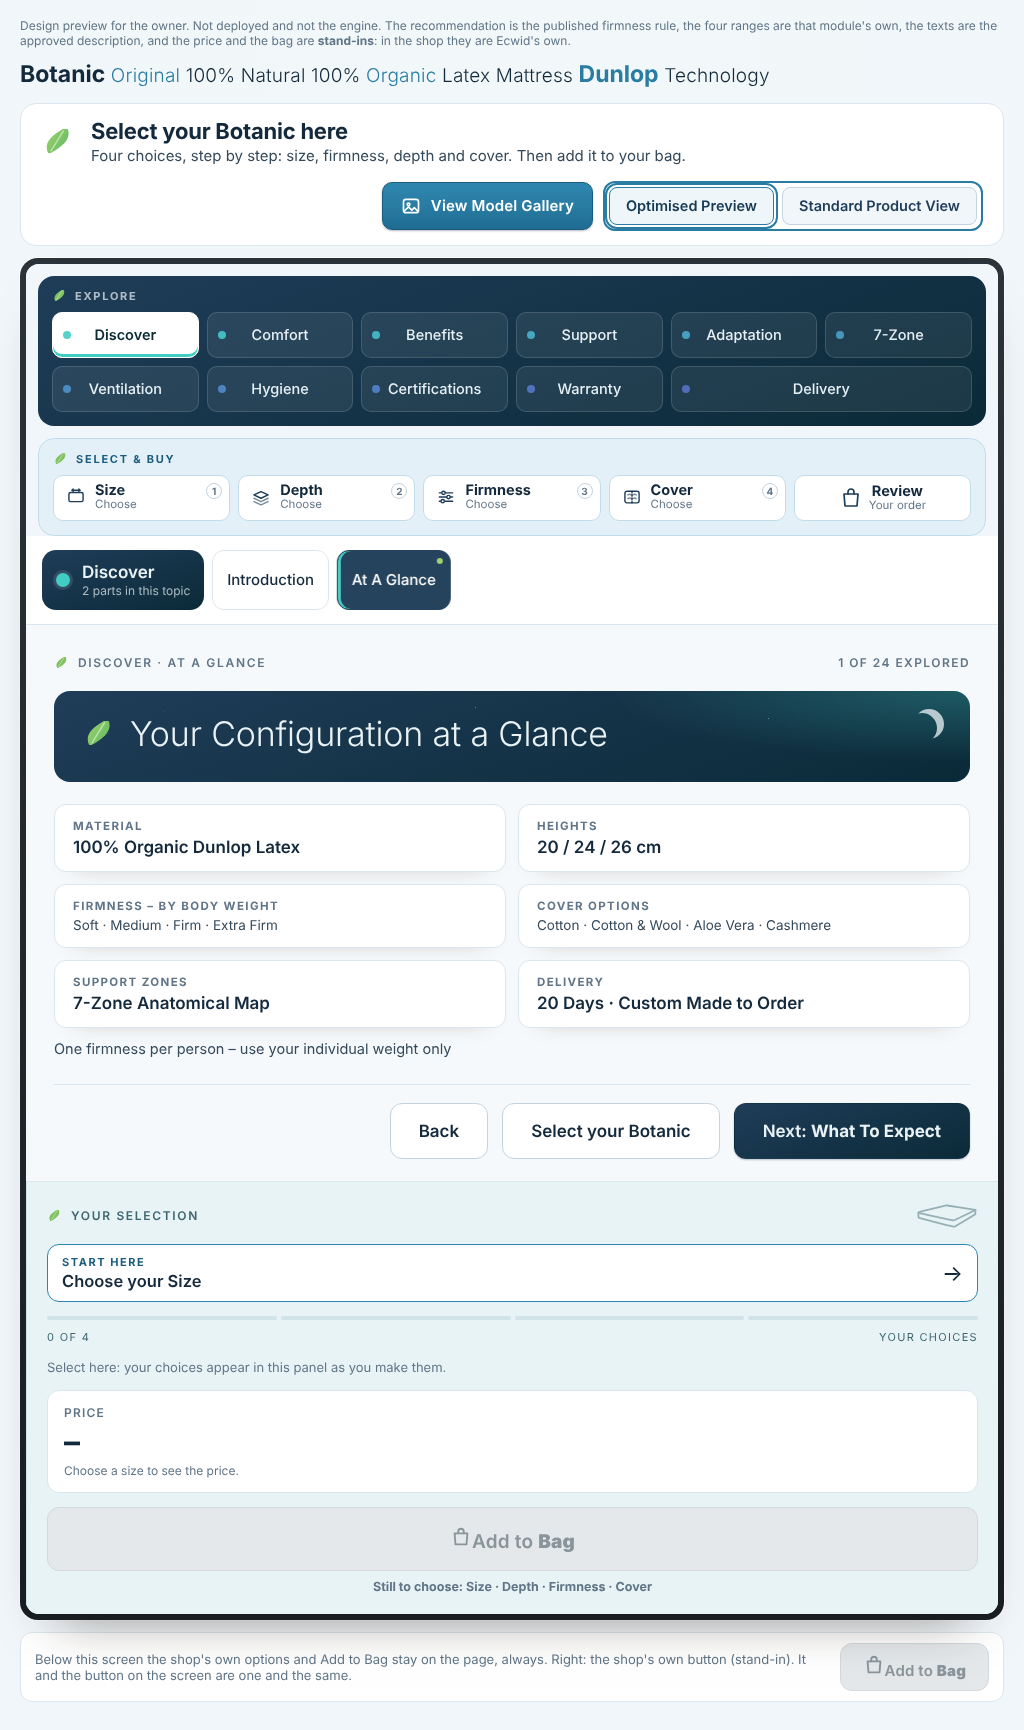 Design preview for the owner. Not deployed and not the engine. The recommendation is the published firmness rule, the four ranges are that module's own, the texts are the
approved description, and the price and the bag are stand-ins: in the shop they are Ecwid's own.
Botanic Original 100% Natural 100% Organic Latex Mattress Dunlop Technology
Select your Botanic here
Four choices, step by step: size, firmness, depth and cover. Then add it to your bag.
View Model Gallery
Optimised Preview
Standard Product View
EXPLORE
Discover
Comfort
Benefits
Support
Adaptation
7-Zone
Ventilation
Hygiene
Certifications
Warranty
Delivery
SELECT & BUY
Size
Choose
1
Depth
Choose
2
Firmness
Choose
3
Cover
Choose
4
Review
Your order
Discover
2 parts in this topic
Introduction
At A Glance
DISCOVER · AT A GLANCE
1 OF 24 EXPLORED
Your Configuration at a Glance
MATERIAL
100% Organic Dunlop Latex
HEIGHTS
20 / 24 / 26 cm
FIRMNESS – BY BODY WEIGHT
Soft · Medium · Firm · Extra Firm
COVER OPTIONS
Cotton · Cotton & Wool · Aloe Vera · Cashmere
SUPPORT ZONES
7-Zone Anatomical Map
DELIVERY
20 Days · Custom Made to Order
One firmness per person – use your individual weight only
Back
Select your Botanic
Next: What To Expect
YOUR SELECTION
START HERE
Choose your Size
0 OF 4
YOUR CHOICES
Select here: your choices appear in this panel as you make them.
PRICE
–
Choose a size to see the price.
Add to Bag
Still to choose: Size · Depth · Firmness · Cover
Below this screen the shop's own options and Add to Bag stay on the page, always. Right: the shop's own button (stand-in). It
and the button on the screen are one and the same.
Add to Bag